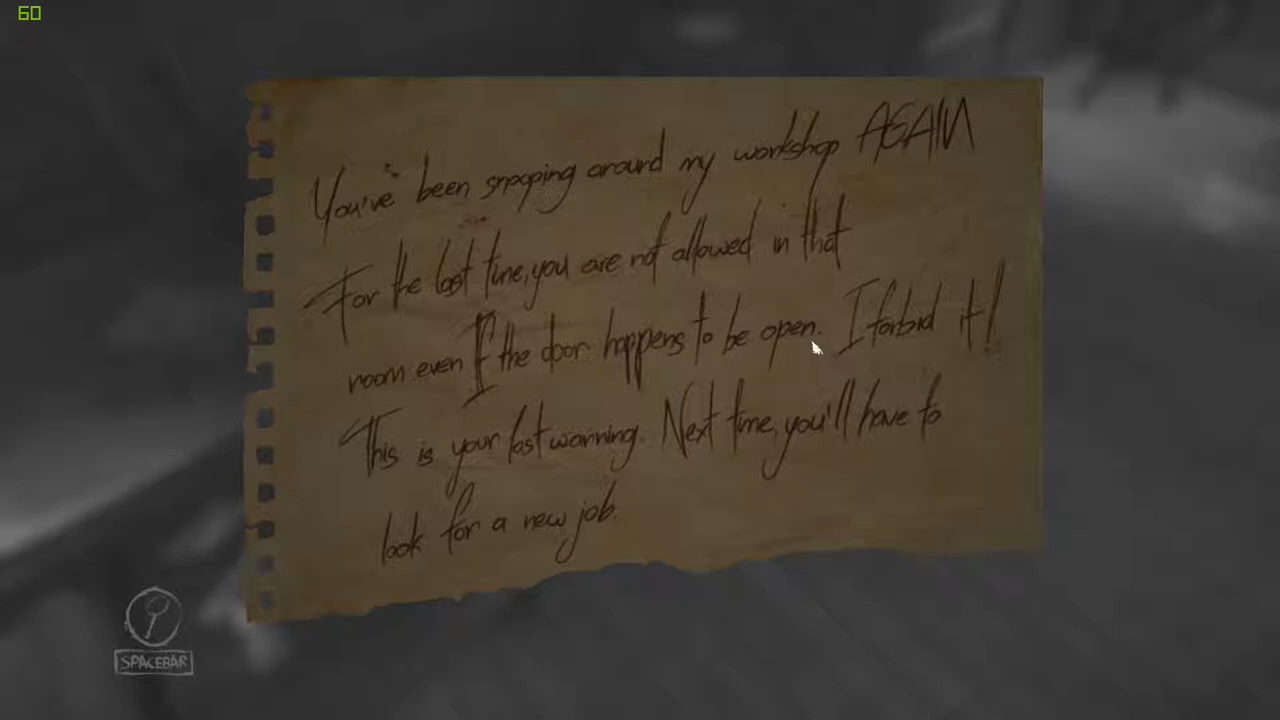 60
You've been snooping around my workshop AGAIN
For the last time, you are not allowed in that
room even If the door happens to be open. I forbid it!
This is your last warning. Next time, you'll have to
look for a new job.
SPACEBAR